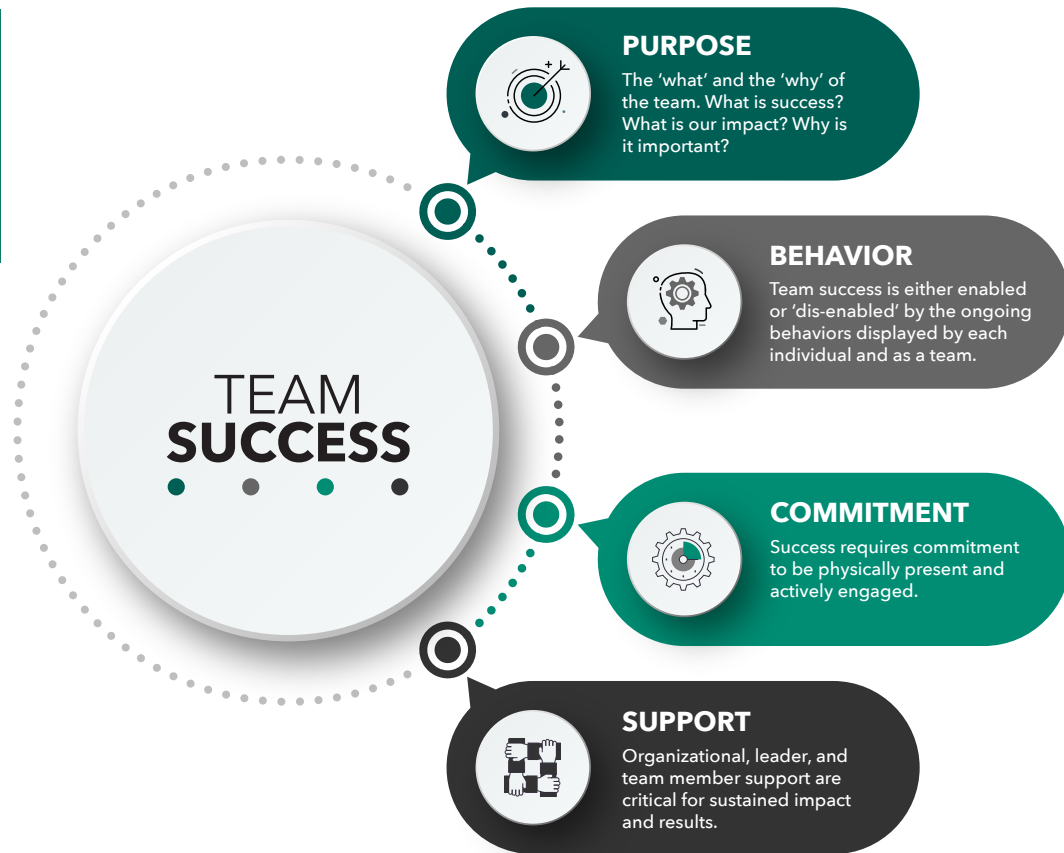 PURPOSE
The ‘what’ and the ‘why’ of
the team. What is success?
What is our impact? Why is
it important?
BEHAVIOR
Team success is either enabled
or ‘dis-enabled’ by the ongoing
behaviors displayed by each
individual and as a team.
TEAM
SUCCESS
COMMITMENT
Success requires commitment
to be physically present and
actively engaged.
SUPPORT
Organizational, leader, and
team member support are
critical for sustained impact
and results.